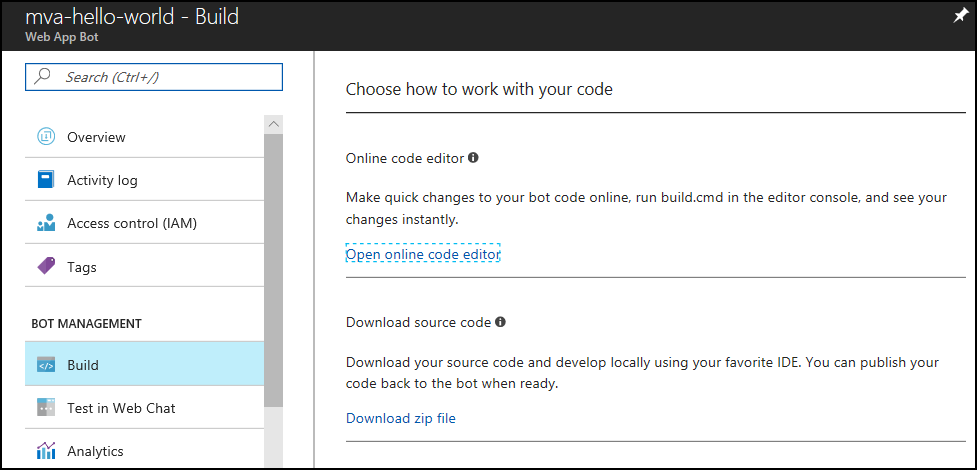 mva-hello-world - Build
Web App Bot
Search (Ctrl+/)
Overview
Activity log
Access control (IAM)
Tags
BOT MANAGEMENT
Build
Test in Web Chat
Analytics
Choose how to work with your code
Online code editor
Make quick changes to your bot code online, run build.cmd in the editor console, and see your
changes instantly.
Open online code editor
Download source code
Download your source code and develop locally using your favorite IDE. You can publish your
code back to the bot when ready.
Download zip file